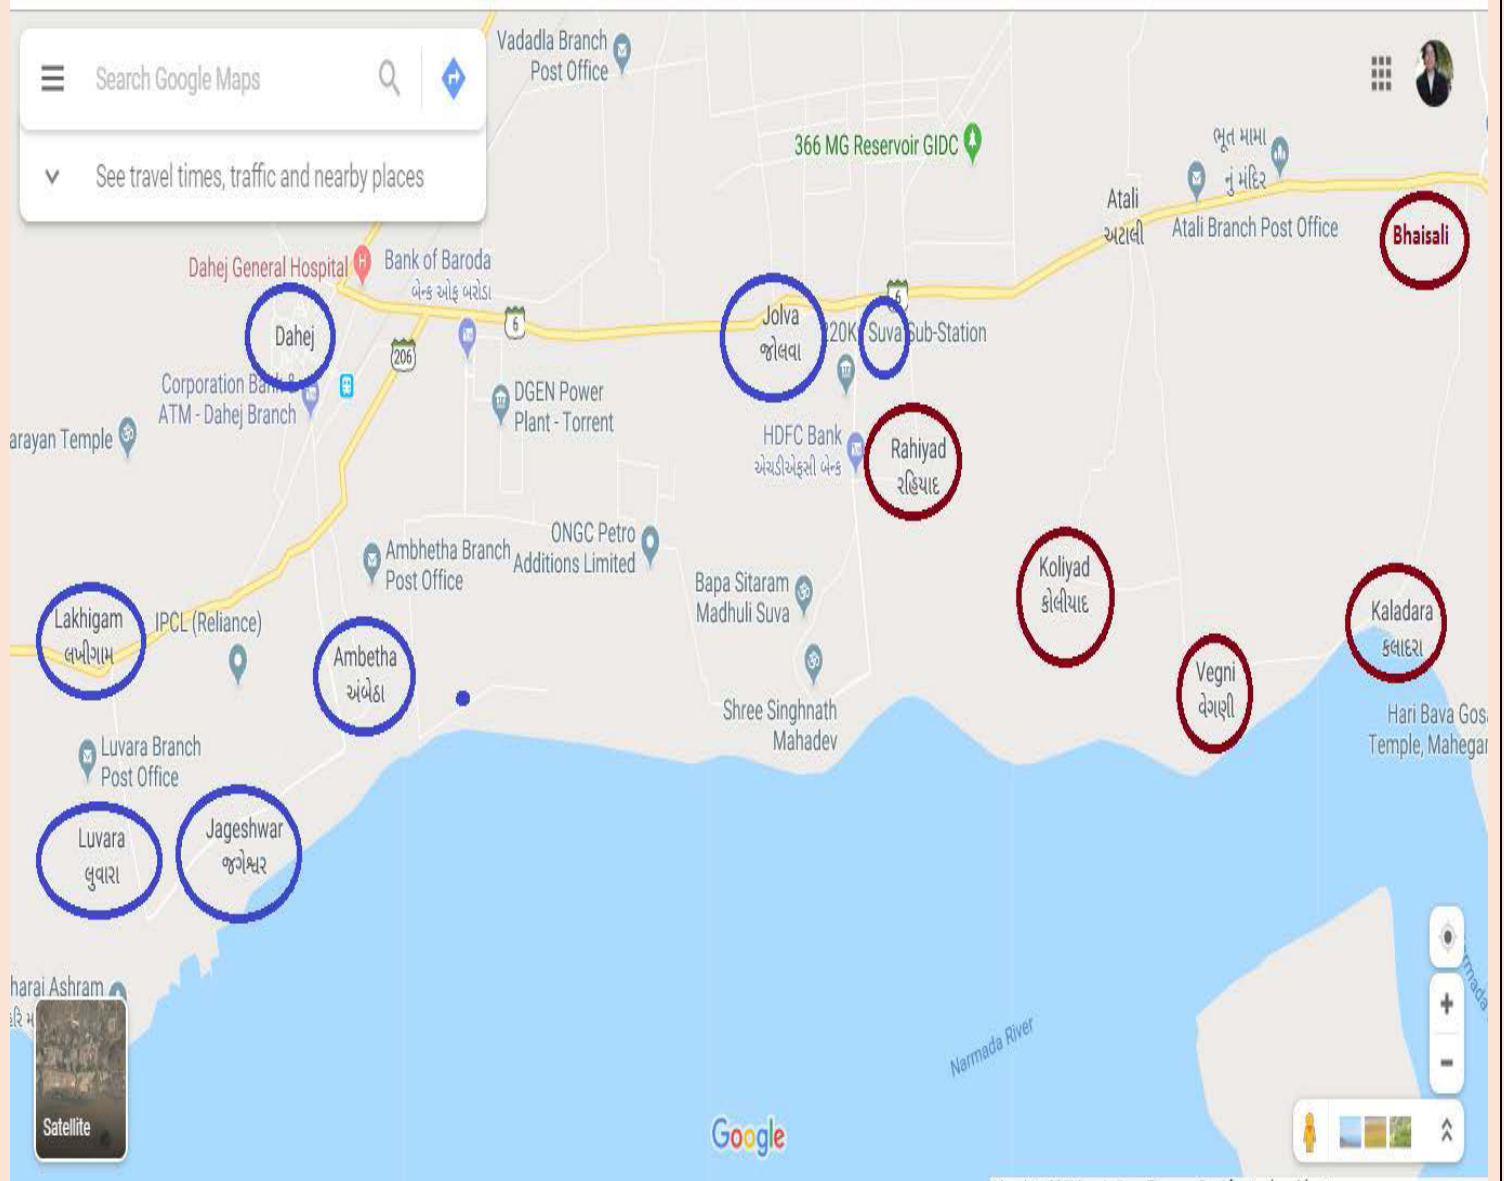 Search Google Maps
See travel times, traffic and nearby places
Vadadla Branch
Post Office
366 MG Reservoir GIDC
ભૂત મામા
નું મંદિર
Atali
અટાલી
Atali Branch Post Office
Bhaisali
Dahej General Hospital
Bank of Baroda
બેન્ક ઓફ બરોડા
Dahej
206
6
Jolva
જોલવા
6
220K
Suva Sub-Station
Corporation Bank &
ATM - Dahej Branch
DGEN Power
Plant - Torrent
arayan Temple
HDFC Bank
એચડીએફસી બેન્ક
Rahiyad
રહિયાદ
ONGC Petro
Additions Limited
Ambhetha Branch
Post Office
Bapa Sitaram
Madhuli Suva
Koliyad
કોલીયાદ
Kaladara
કલાદરા
Lakhigam
લખીગામ
IPCL (Reliance)
Ambetha
અંબેઠા
Vegni
વેગણી
Shree Singhnath
Mahadev
Hari Bava Gos
Temple, Mahegar
Luvara Branch
Post Office
Luvara
લુવારા
Jageshwar
જગેશ્વર
harai Ashram
Narmada River
armada
Satellite
Google